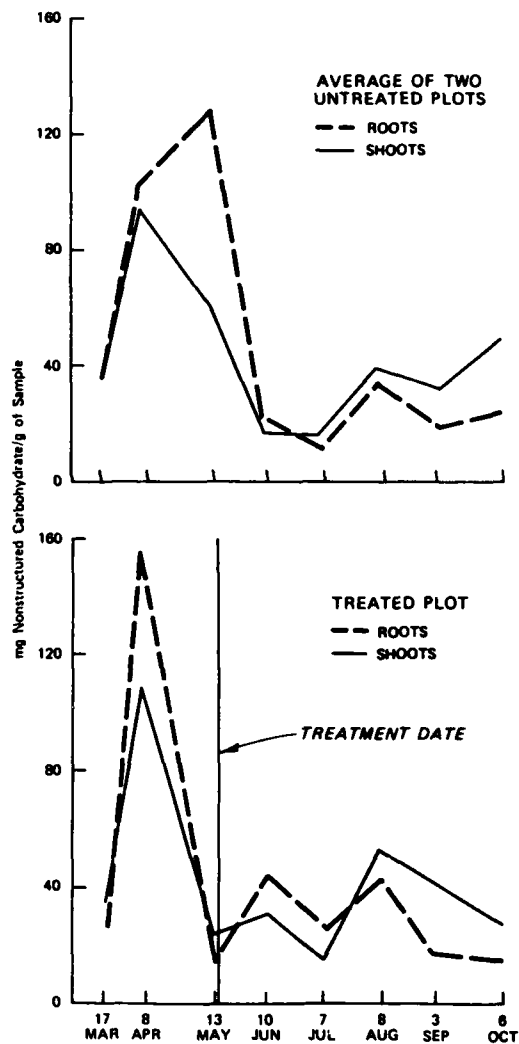 160
120
80
40
0
AVERAGE OF TWO
UNTREATED PLOTS
ROOTS
SHOOTS
mg Nonstructured Carbohydrate/g of Sample
160
120
80
40
0
TREATED PLOT
ROOTS
SHOOTS
TREATMENT DATE
17 8 13 10 7 8 3 6
MAR APR MAY JUN JUL AUG SEP OCT